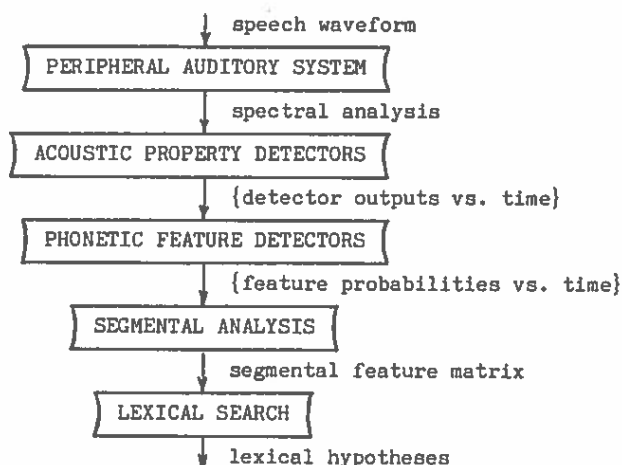 speech waveform
PERIPHERAL AUDITORY SYSTEM
spectral analysis
ACOUSTIC PROPERTY DETECTORS
{detector outputs vs. time}
PHONETIC FEATURE DETECTORS
{feature probabilities vs. time}
SEGMENTAL ANALYSIS
segmental feature matrix
LEXICAL SEARCH
lexical hypotheses